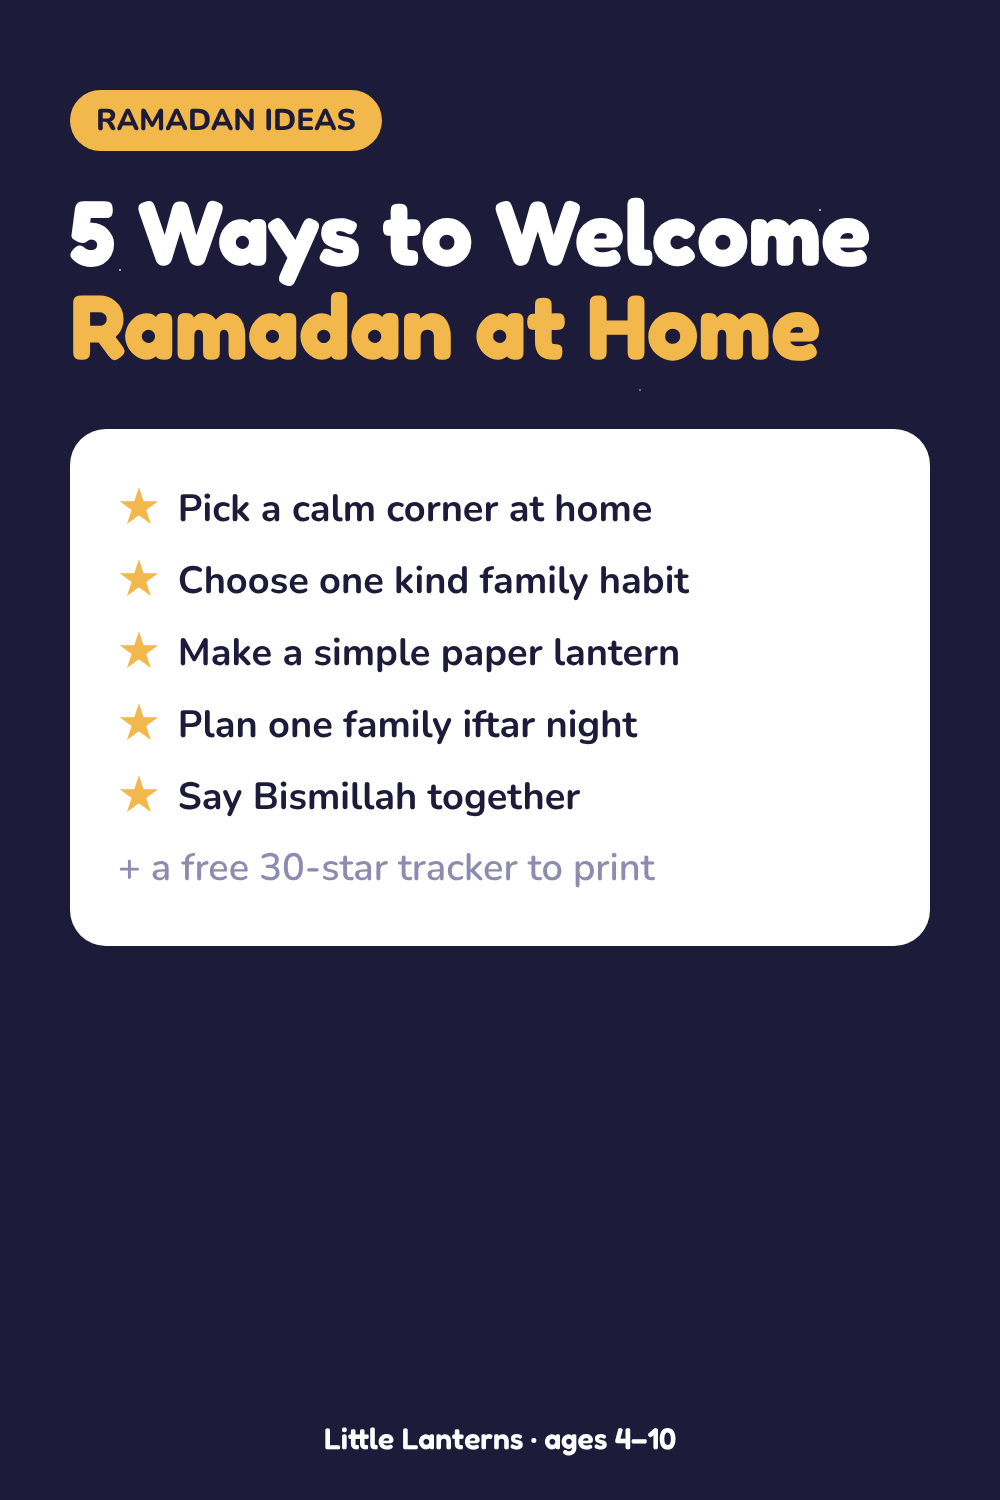 RAMADAN IDEAS
5 Ways to Welcome
Ramadan at Home
★ Pick a calm corner at home
★ Choose one kind family habit
★ Make a simple paper lantern
★ Plan one family iftar night
★ Say Bismillah together
+ a free 30-star tracker to print
Little Lanterns · ages 4–10